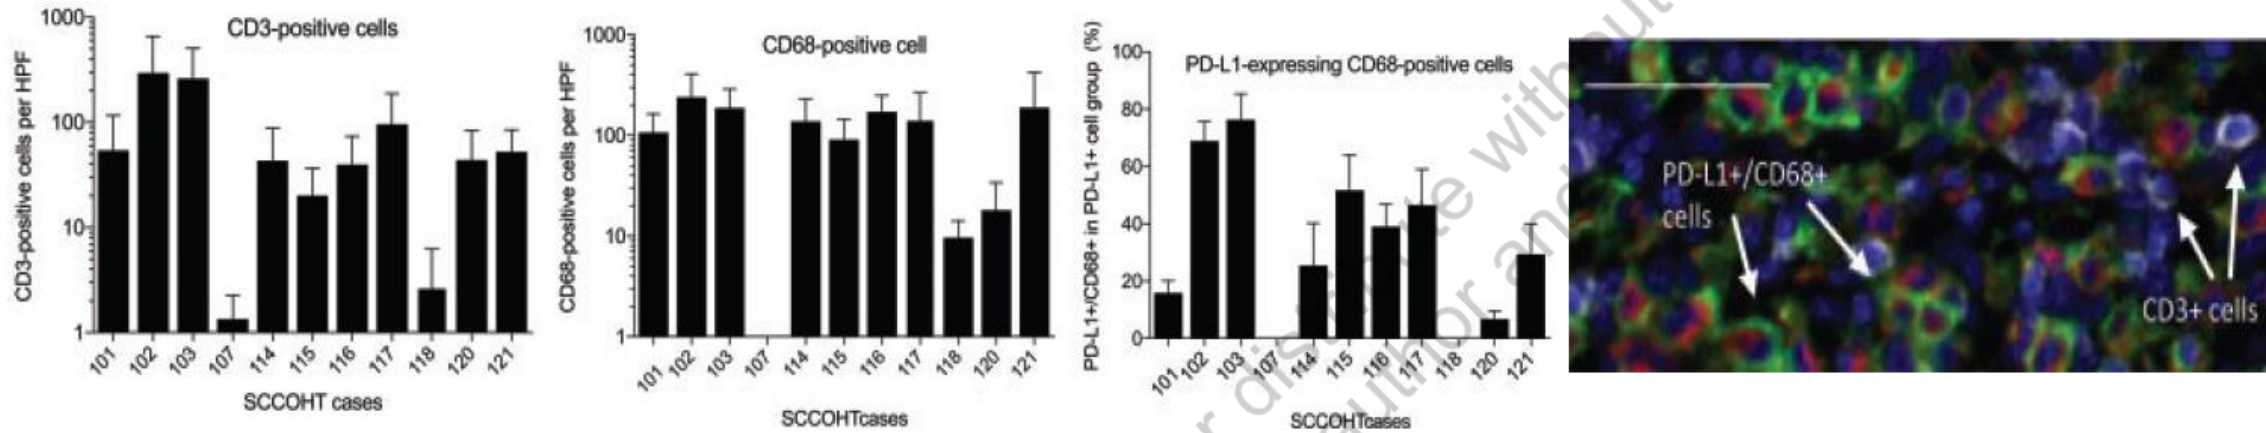 CD3-positive cells
CD3-positive cells per HPF
1000
100
10
1
101 102 103 107 114 115 116 117 118 120 121
SCCOHT cases
CD68-positive cell
CD68-positive cells per HPF
1000
100
10
1
101 102 103 107 114 115 116 117 118 120 121
SCCOHTcases
PD-L1-expressing CD68-positive cells
PD-L1+/CD68+ in PD-L1+ cell group (%)
100
80
60
40
20
0
101 102 103 107 114 115 116 117 118 120 121
SCCOHTcases
PD-L1+/CD68+
cells
CD3+ cells